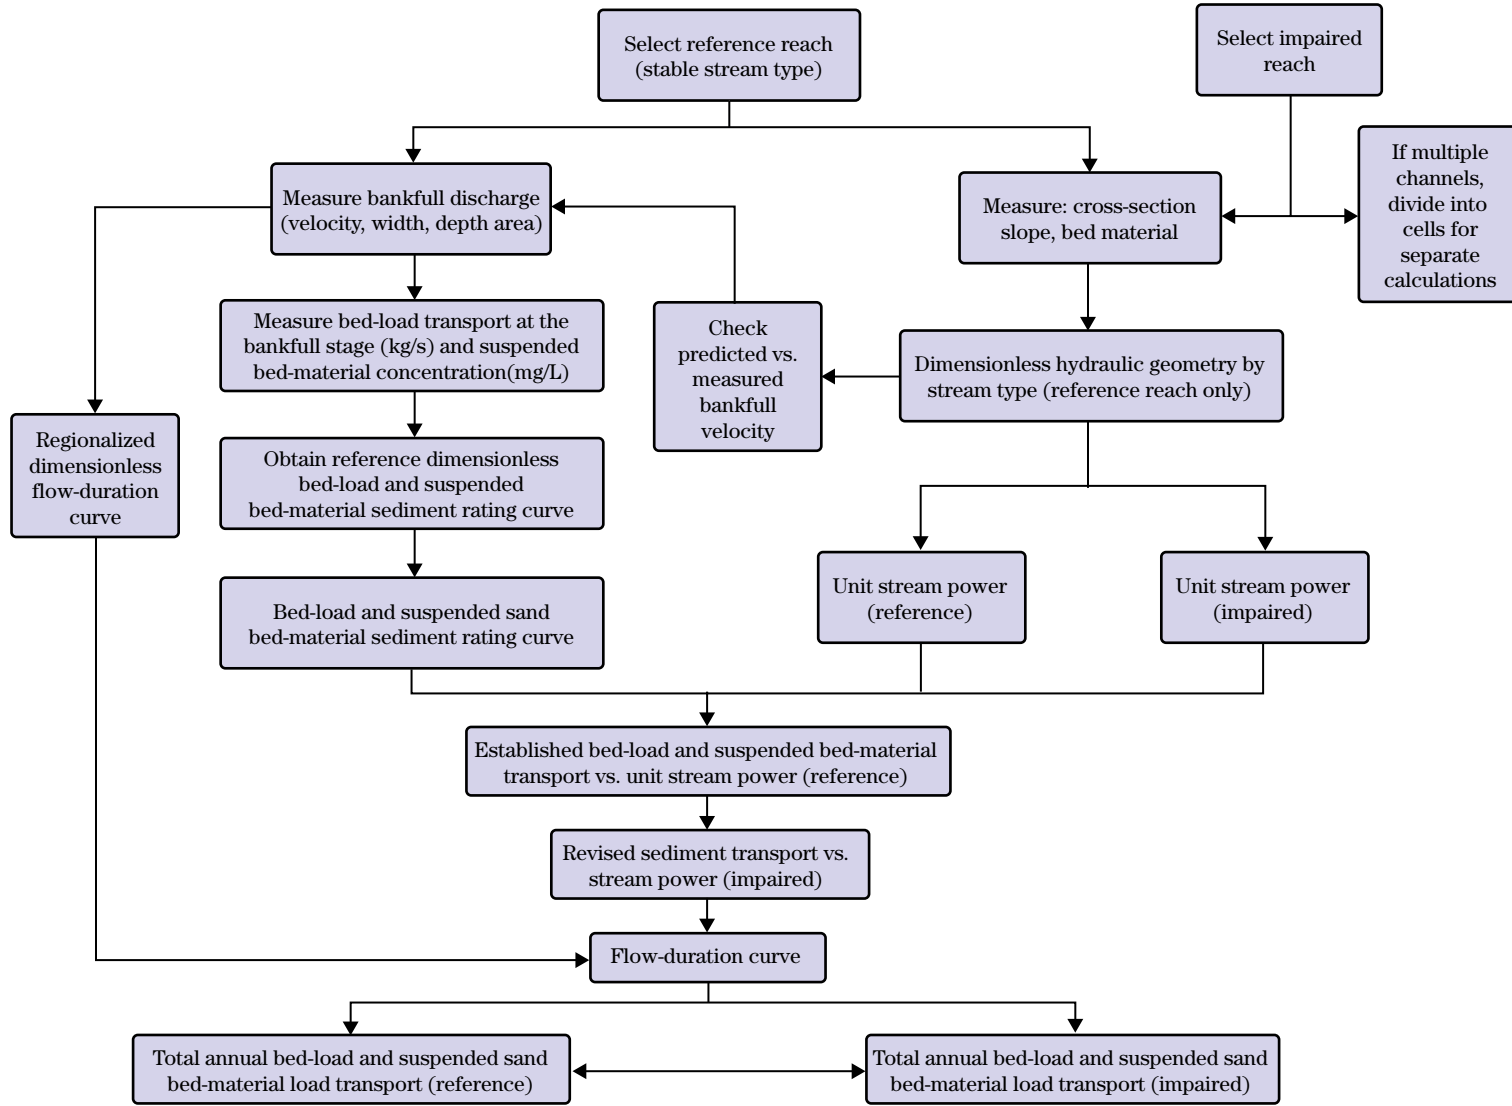 Select reference reach
(stable stream type)
Select impaired
reach
If multiple
channels,
divide into
cells for
separate
calculations
Measure bankfull discharge
(velocity, width, depth area)
Measure: cross-section
slope, bed material
Measure bed-load transport at the
bankfull stage (kg/s) and suspended
bed-material concentration(mg/L)
Check
predicted vs.
measured
bankfull
velocity
Dimensionless hydraulic geometry by
stream type (reference reach only)
Regionalized
dimensionless
flow-duration
curve
Obtain reference dimensionless
bed-load and suspended
bed-material sediment rating curve
Bed-load and suspended sand
bed-material sediment rating curve
Unit stream power
(reference)
Unit stream power
(impaired)
Established bed-load and suspended bed-material
transport vs. unit stream power (reference)
Revised sediment transport vs.
stream power (impaired)
Flow-duration curve
Total annual bed-load and suspended sand
bed-material load transport (reference)
Total annual bed-load and suspended sand
bed-material load transport (impaired)